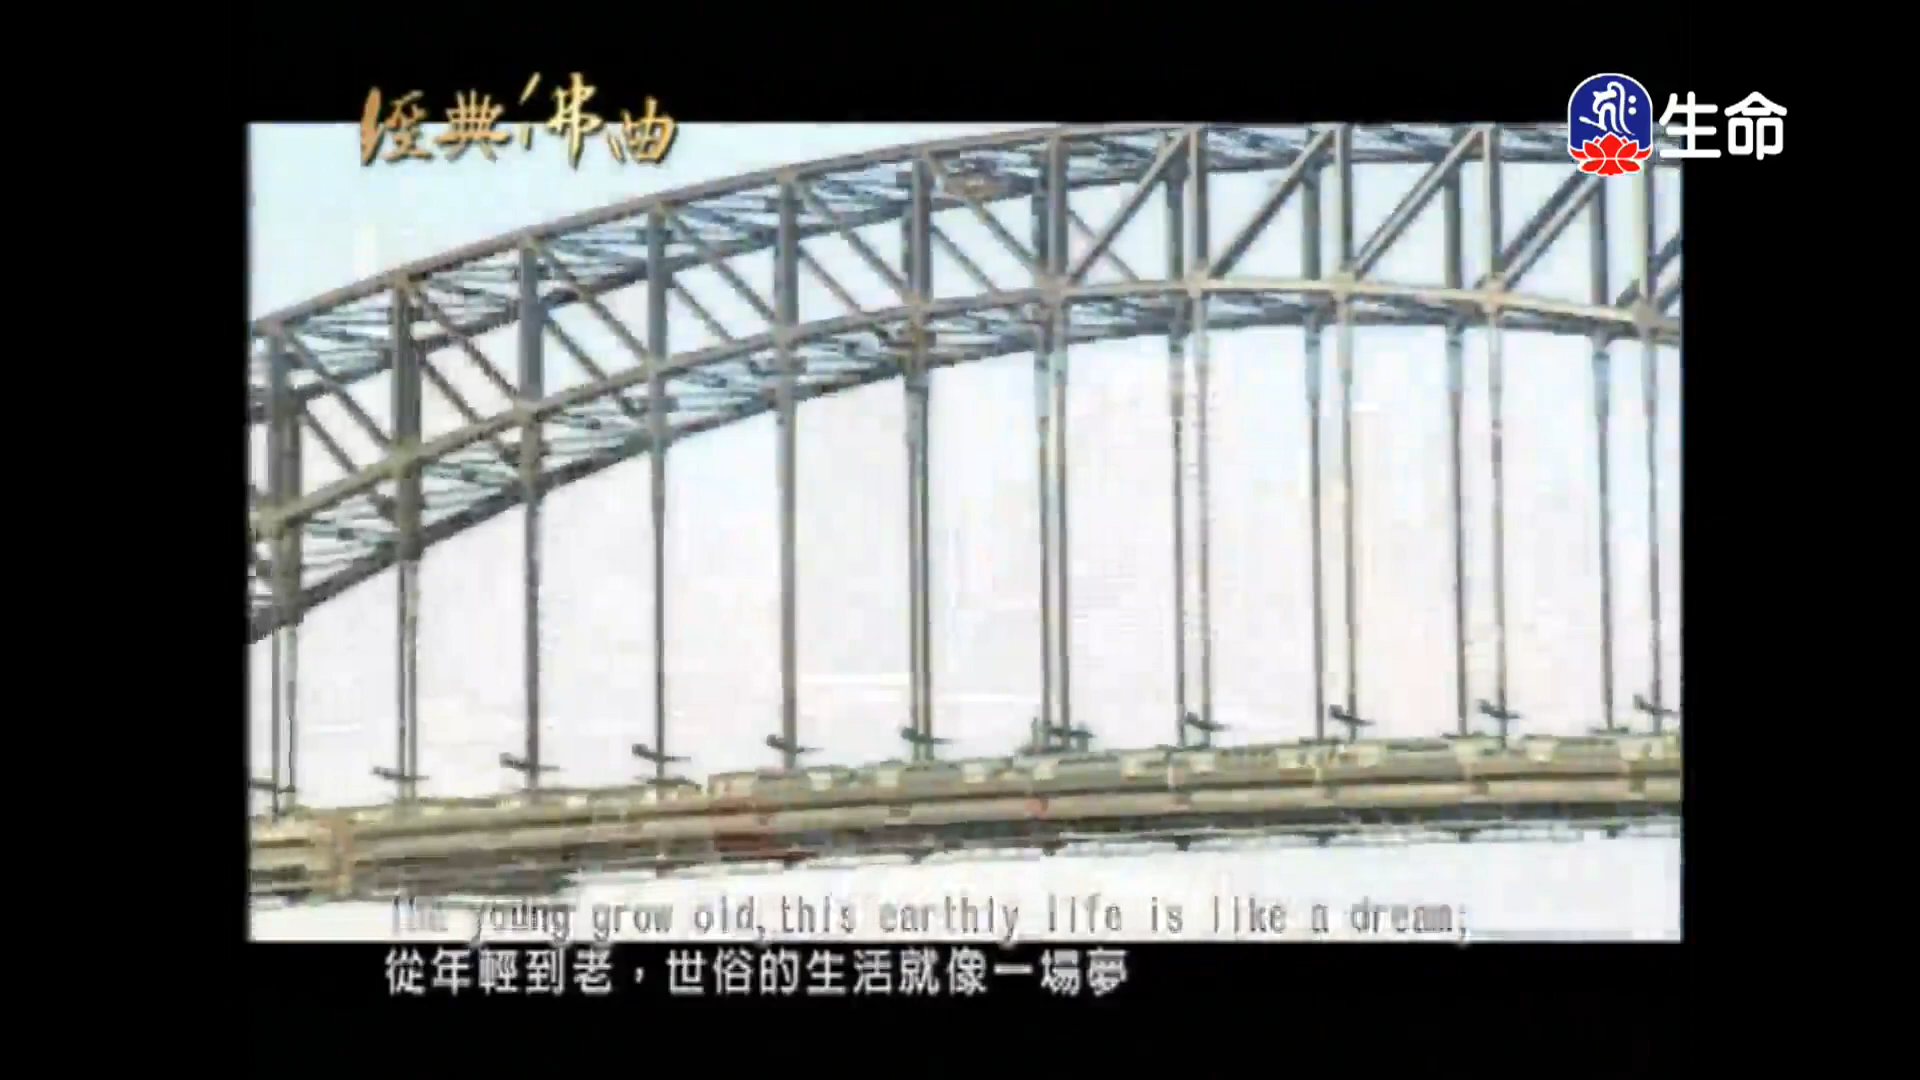 經典佛曲
生命
The young grow old,this earthly life is like a dream;
從年輕到老，世俗的生活就像一場夢